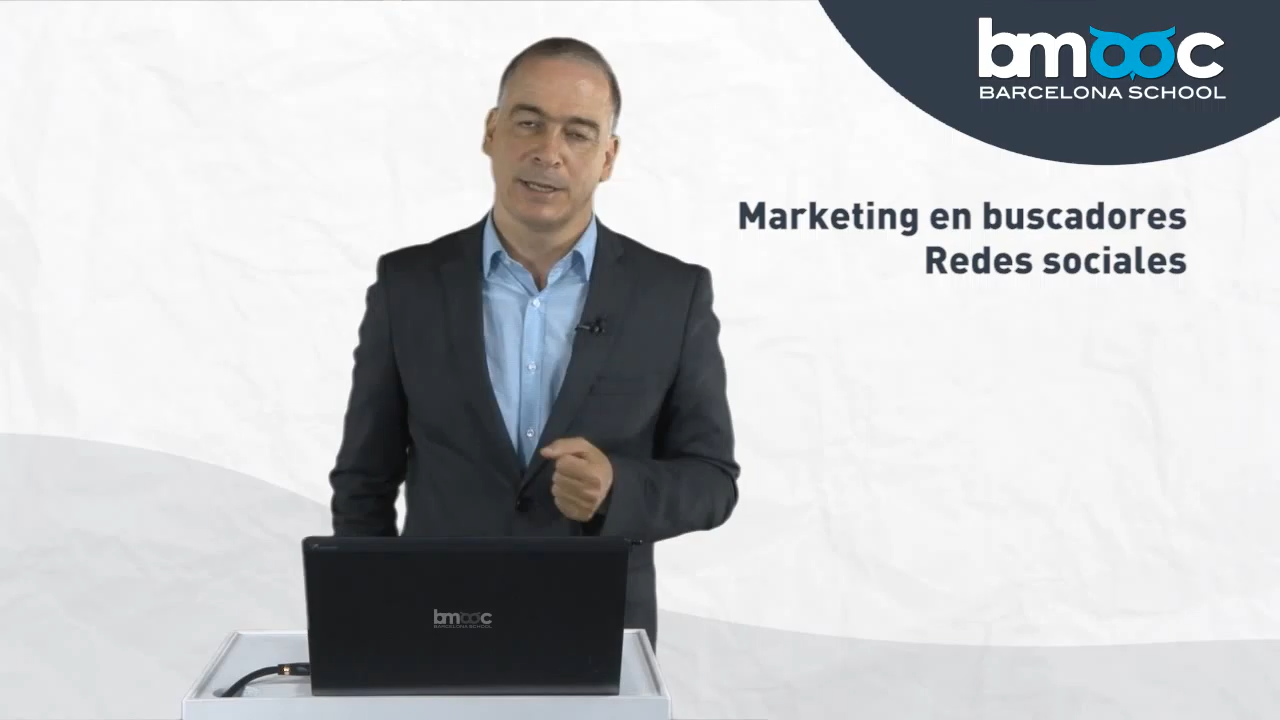 bmooc
BARCELONA SCHOOL
Marketing en buscadores
Redes sociales
bmooc
BARCELONA SCHOOL